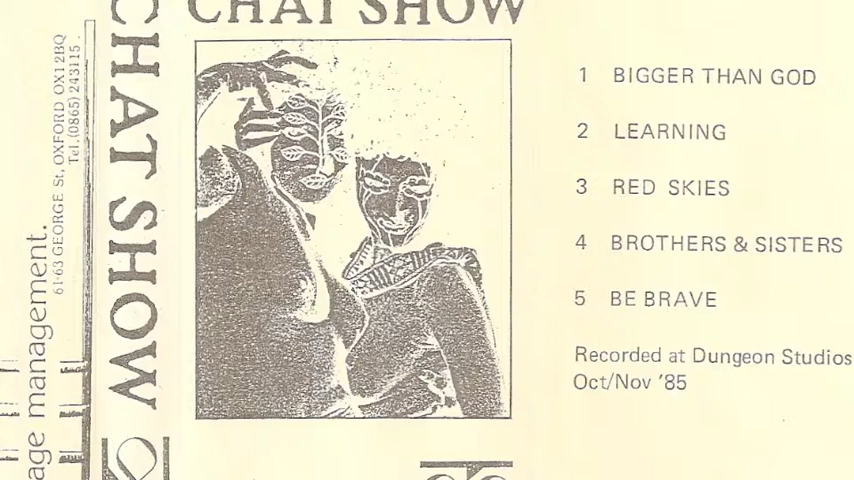 61-63 GEORGE St, OXFORD OX1 2BQ
Tel. (0865) 243115
age management.
CHAT SHOW
CHAT SHOW
1 BIGGER THAN GOD
2 LEARNING
3 RED SKIES
4 BROTHERS & SISTERS
5 BE BRAVE
Recorded at Dungeon Studios
Oct/Nov '85